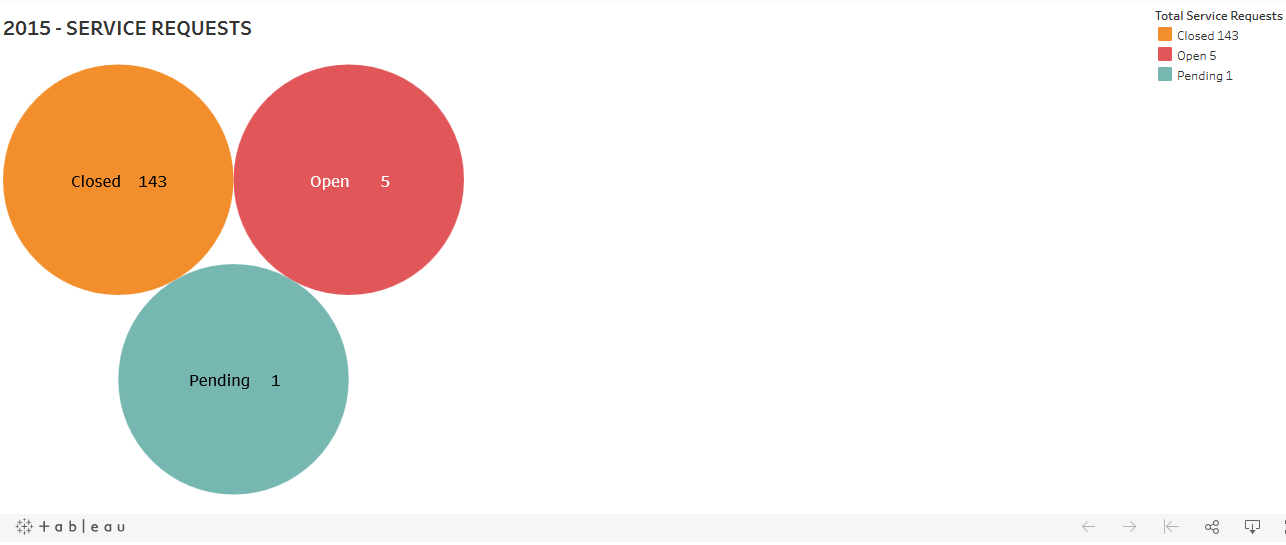 2015 - SERVICE REQUESTS
Total Service Requests
Closed 143
Open 5
Pending 1
Closed 143
Open 5
Pending 1
+ a b | e a u